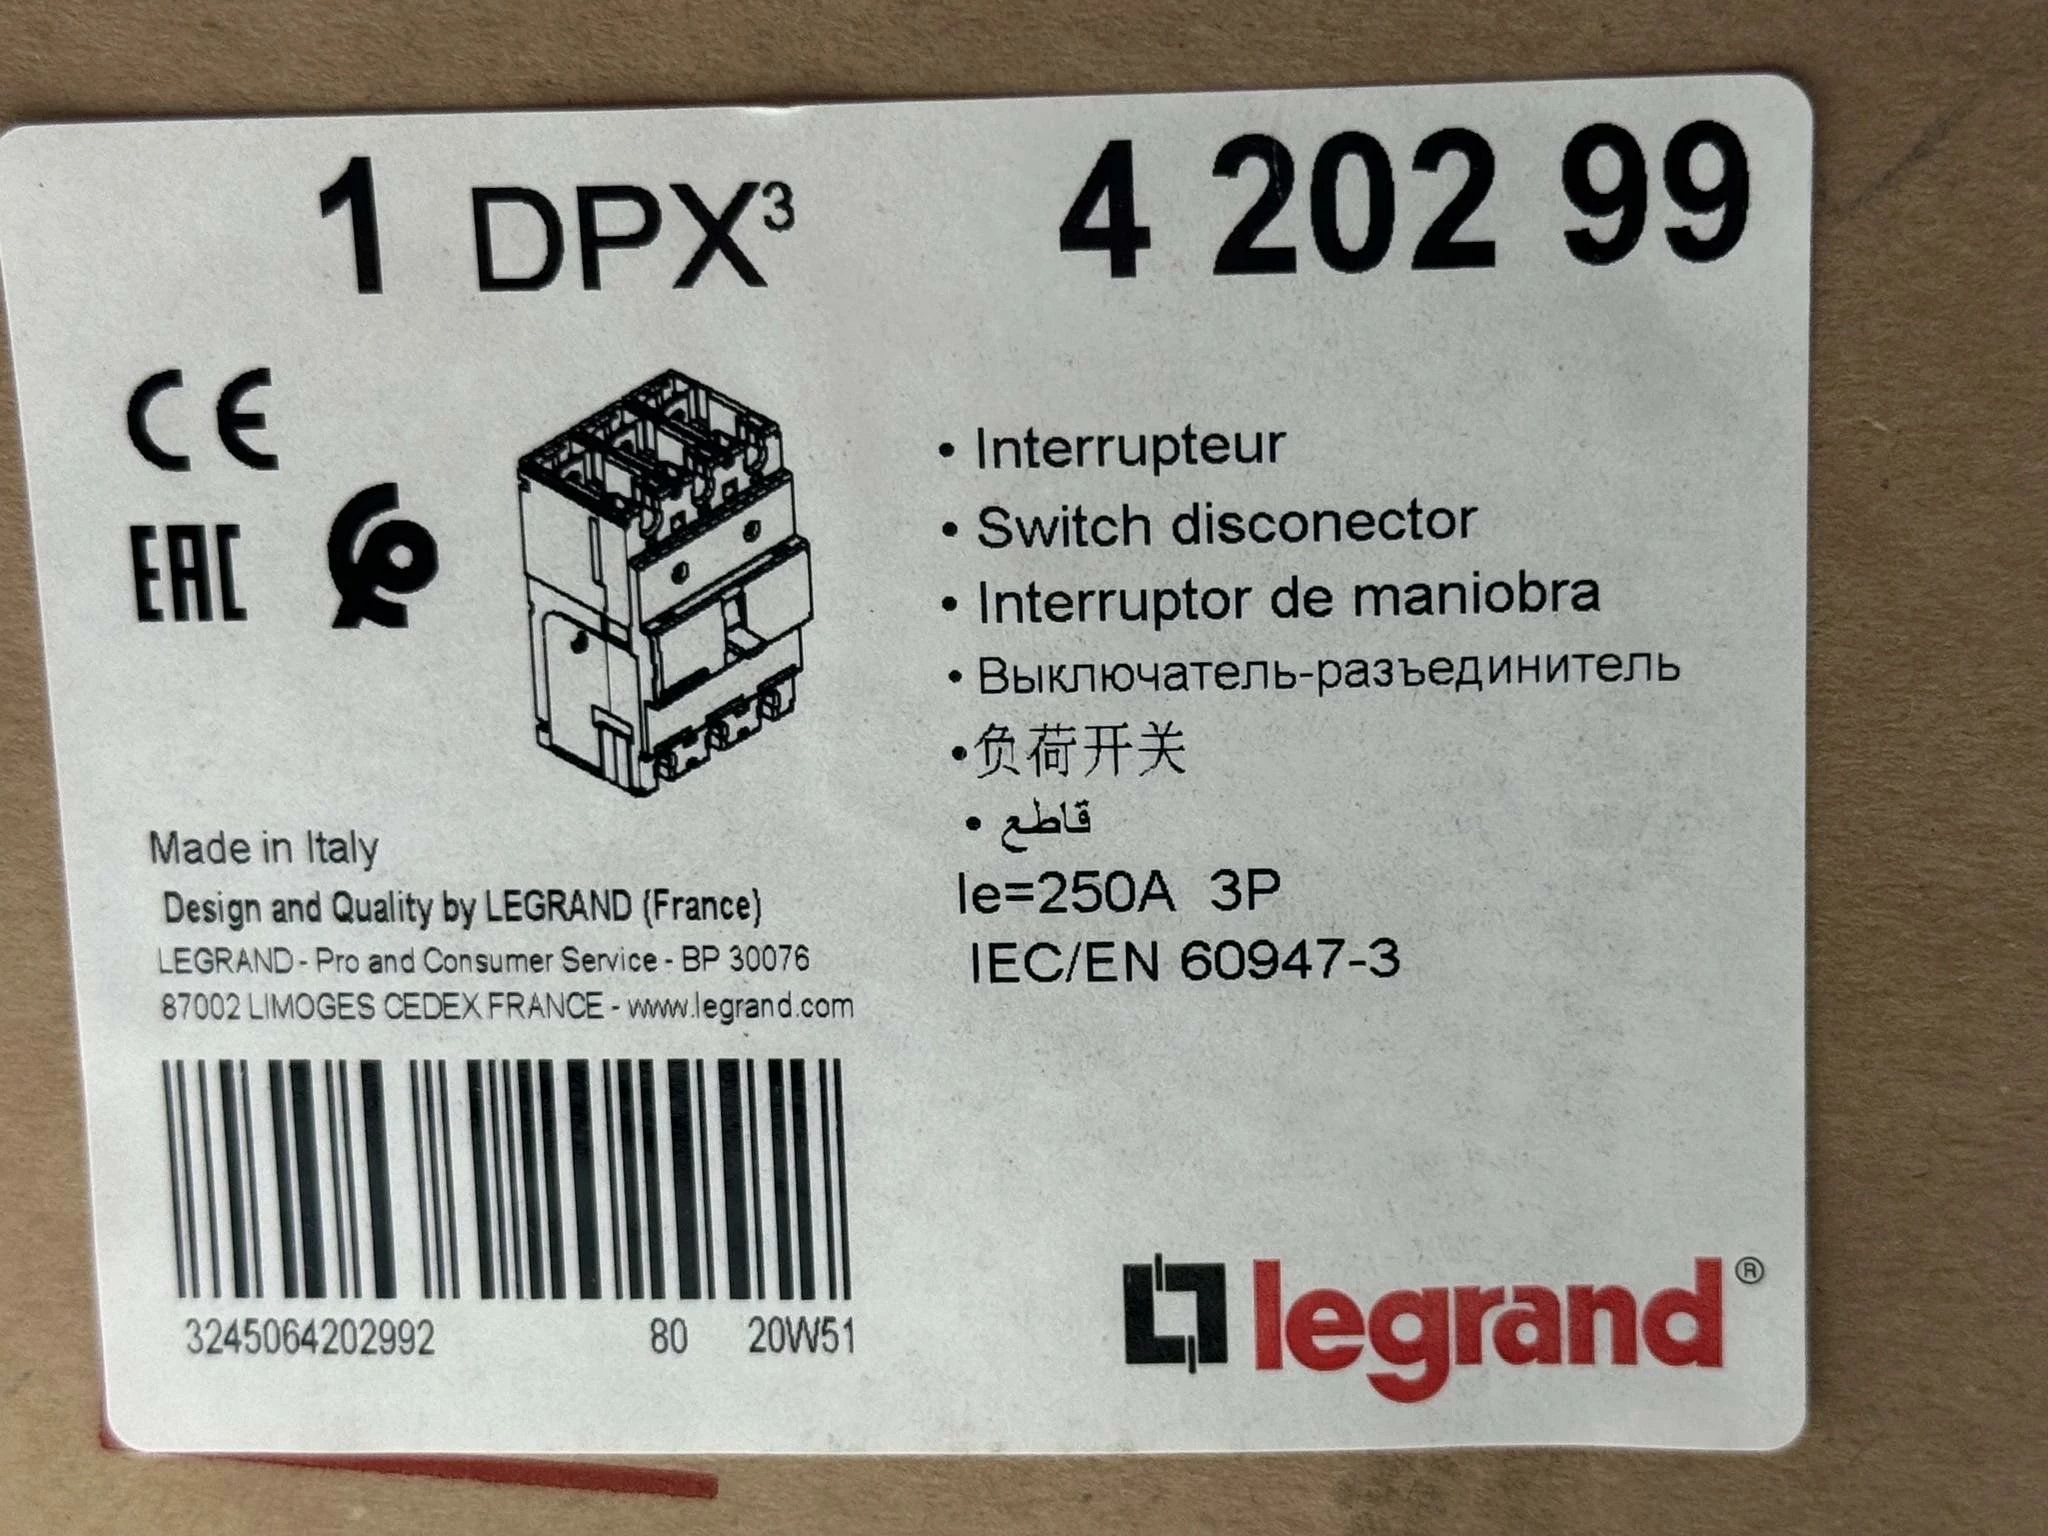 1 DPX³ 4 202 99
CE
EAC
• Interrupteur
• Switch disconector
• Interruptor de maniobra
• Выключатель-разъединитель
•负荷开关
• قاطع
Ie=250A 3P
IEC/EN 60947-3
Made in Italy
Design and Quality by LEGRAND (France)
LEGRAND - Pro and Consumer Service - BP 30076
87002 LIMOGES CEDEX FRANCE - www.legrand.com
3245064202992 80 20W51
legrand®